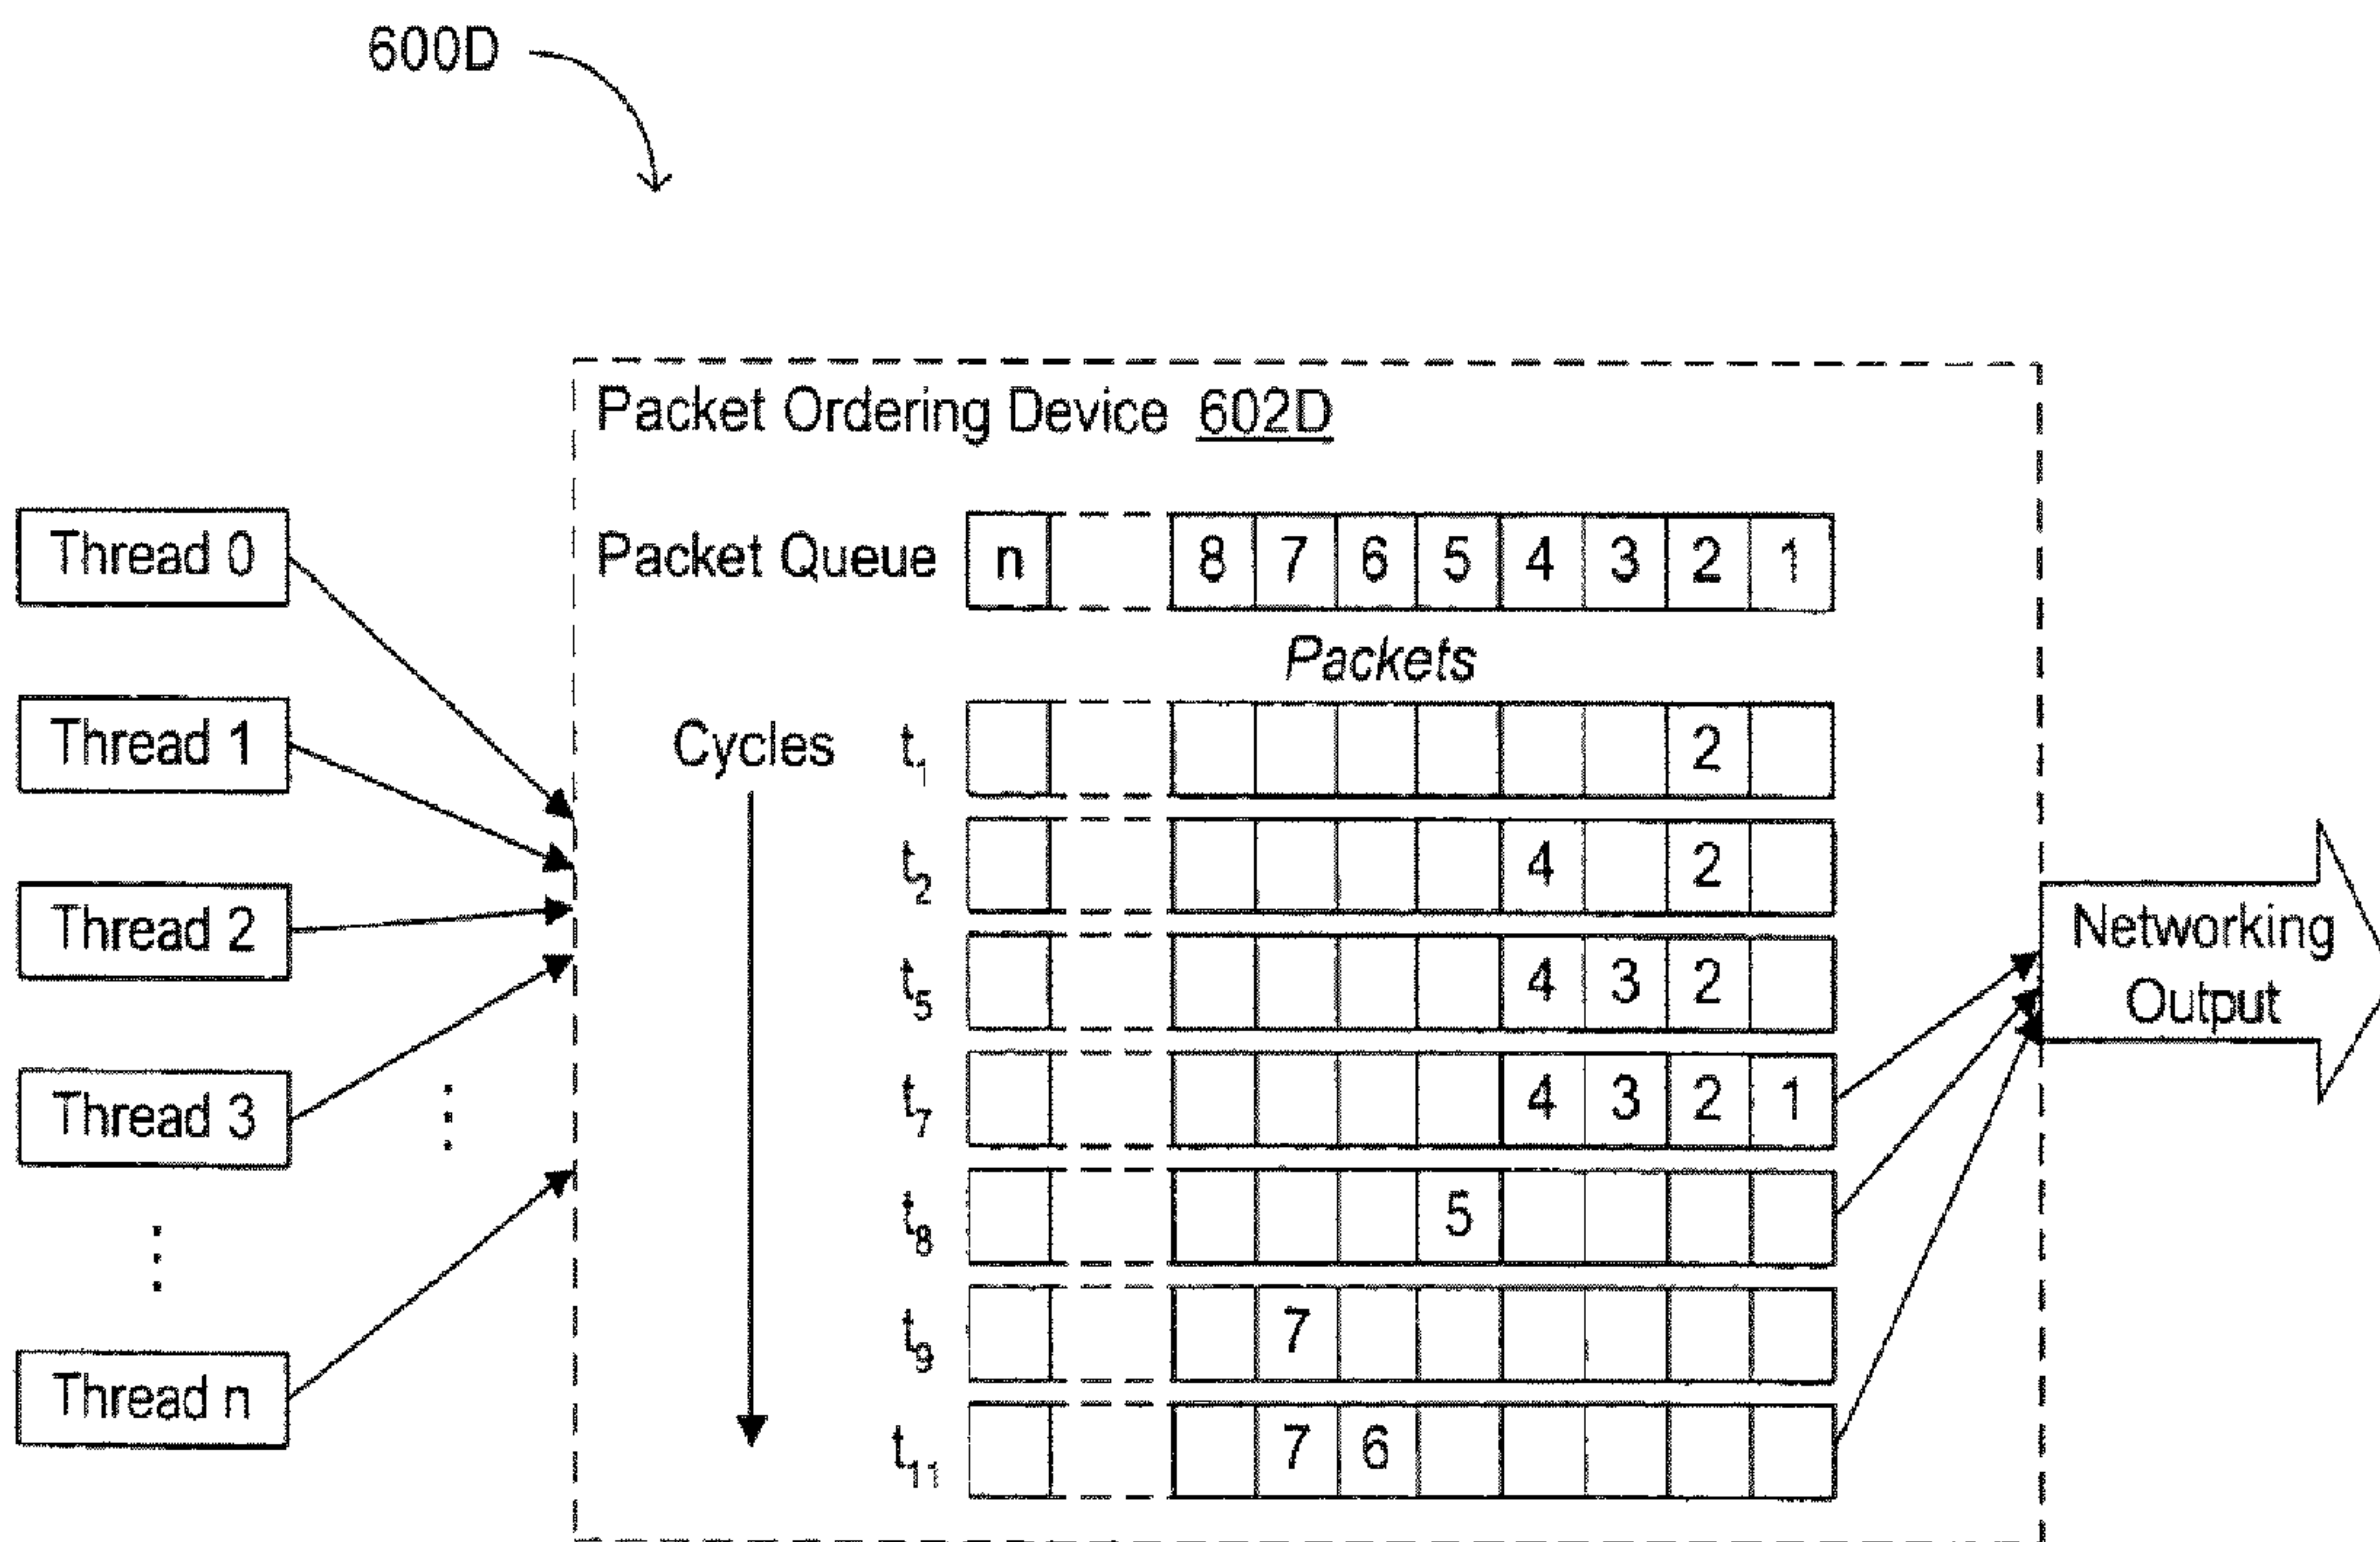 600D
Packet Ordering Device 602D
Packet Queue n 8 7 6 5 4 3 2 1
Packets
Thread 0
Thread 1
Thread 2
Thread 3
⋮
⋮
Thread n
Cycles
t1 2
t2 4 2
t5 4 3 2
t7 4 3 2 1
t8 5
t9 7
t11 7 6
Networking
Output